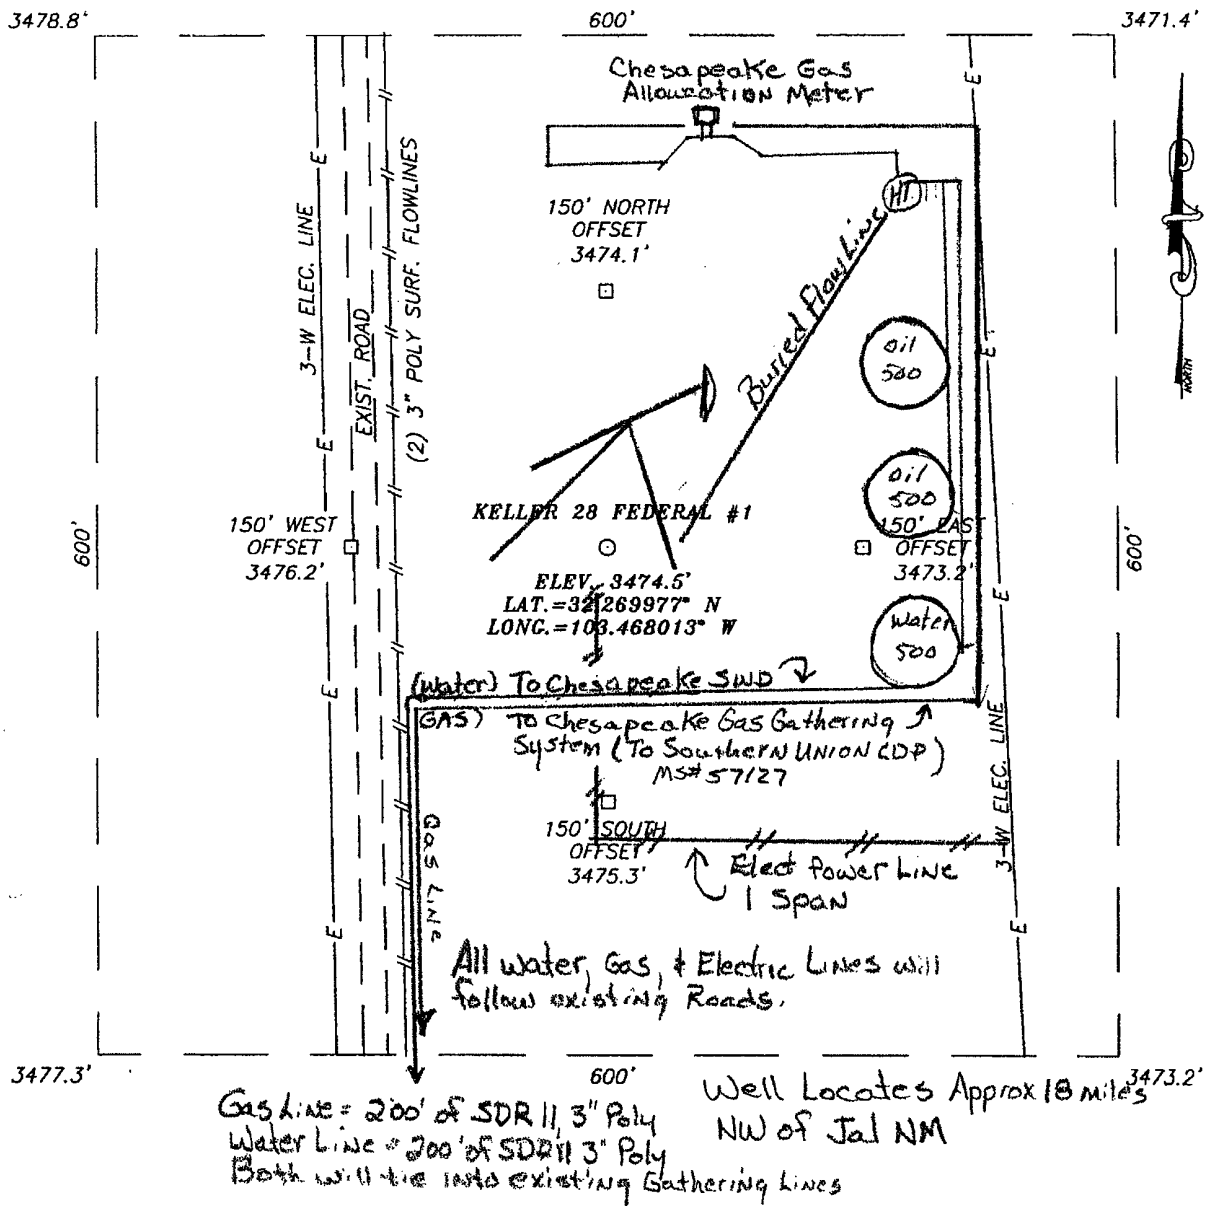 3478.8'
600'
3471.4'
Chesapeake Gas
Allowcation Meter
E
E
HT
150' NORTH
OFFSET
3474.1'
3-W ELEC. LINE
EXIST. ROAD
(2) 3" POLY SURF. FLOWLINES
Buried Flow Line
NORTH
E
oil
500
E
oil
500
KELLER 28 FEDERAL #1
150' WEST
OFFSET
3476.2'
150' EAST
OFFSET
3473.2'
600'
600'
ELEV. 3474.5'
LAT.=32.269977° N
LONG.=103.468013° W
E
Water
500
(Water) To Chesapeake SWD
E
GAS) To Chesapeake Gas Gathering
System (To Southern UNION CDP)
MS# 57127
3-W ELEC. LINE
150' SOUTH
OFFSET
3475.3'
Gas Line
Elect Power Line
1 Span
E
E
All water, Gas, & Electric Lines will
follow existing Roads.
3477.3'
600'
3473.2'
Well Locates Approx 18 miles
NW of Jal NM
Gas Line = 200' of SDR 11, 3" Poly
Water Line = 200' of SDR 11 3" Poly
Both will tie into existing Gathering Lines